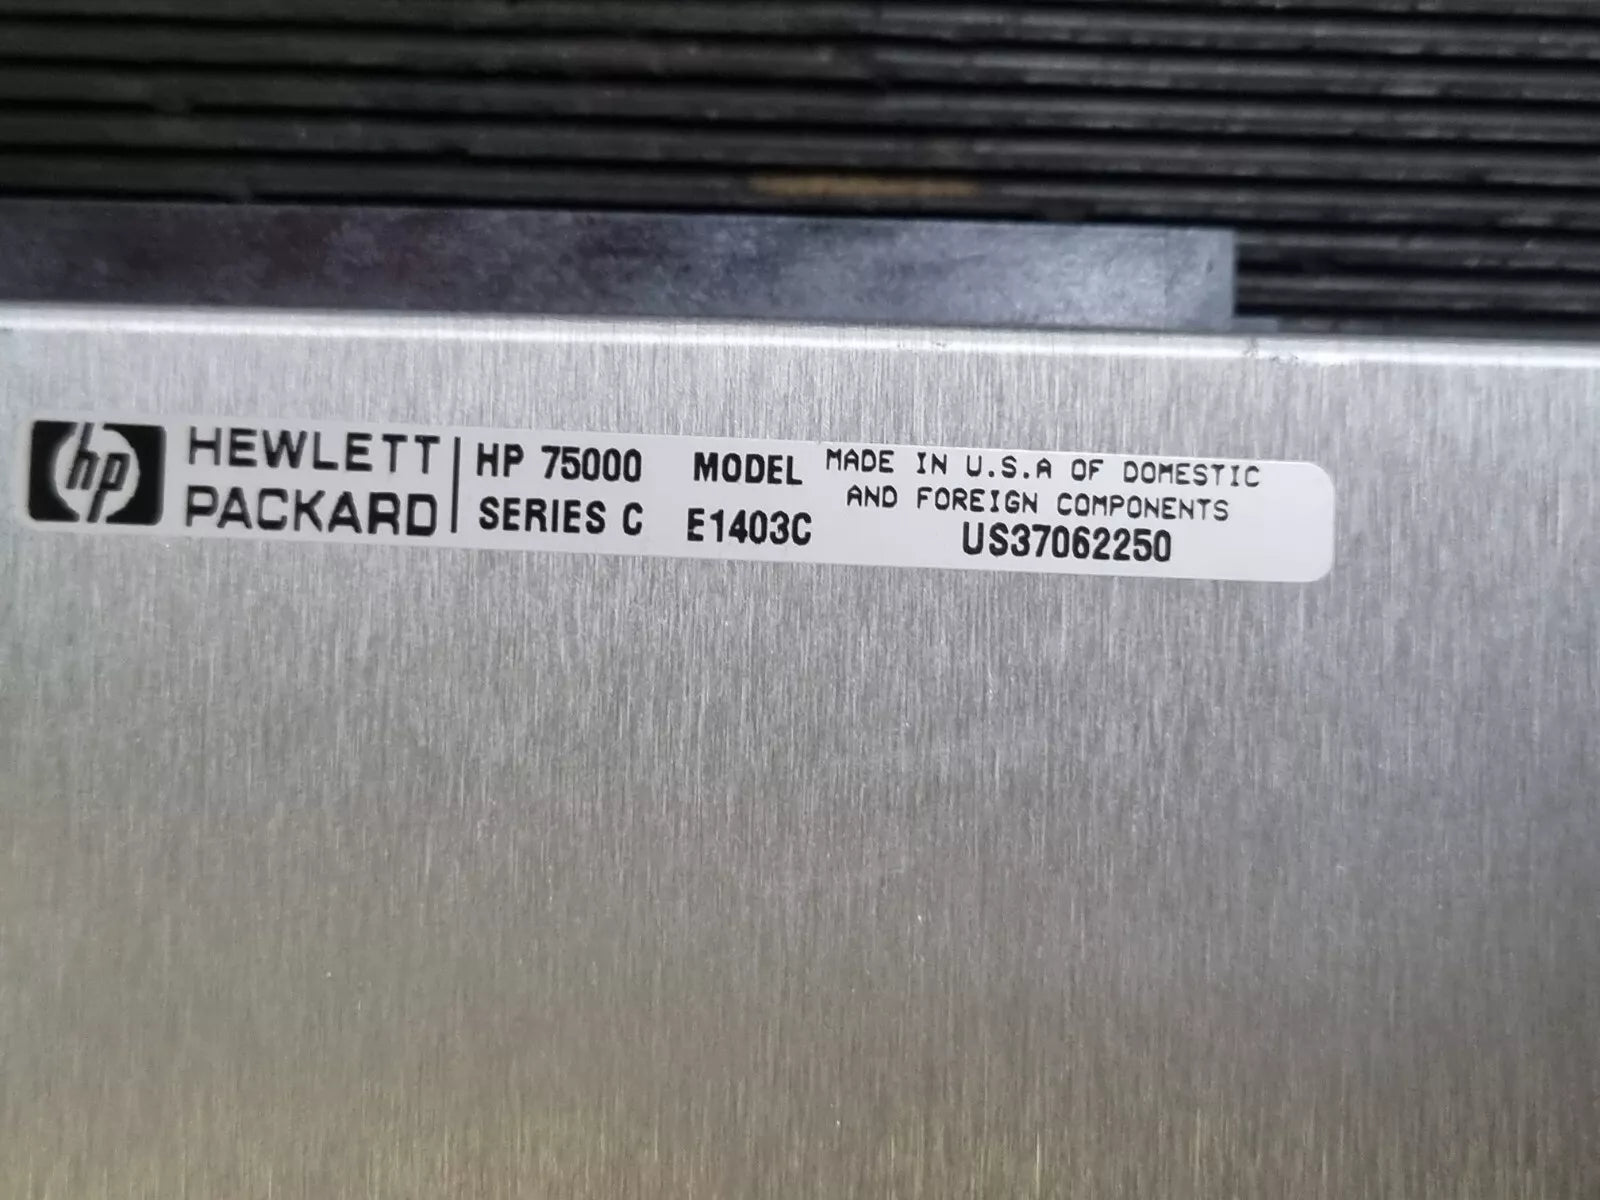 hp HEWLETT PACKARD
HP 75000 SERIES C
MODEL E1403C
MADE IN U.S.A OF DOMESTIC
AND FOREIGN COMPONENTS
US37062250